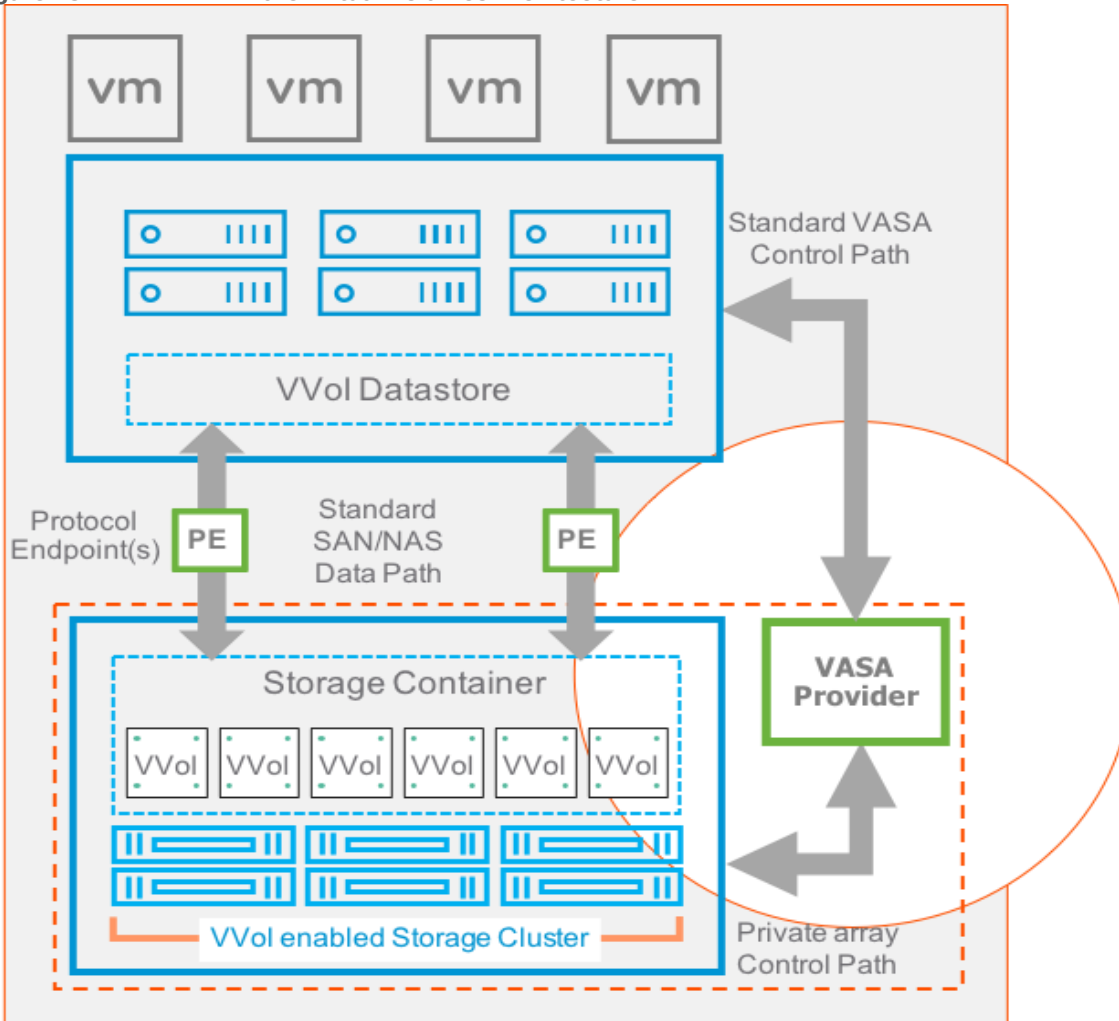 vm vm vm vm
Standard VASA
Control Path
VVol Datastore
Protocol
Endpoint(s)
PE
Standard
SAN/NAS
Data Path
PE
Storage Container
VVol VVol VVol VVol VVol VVol
VASA
Provider
VVol enabled Storage Cluster
Private array
Control Path